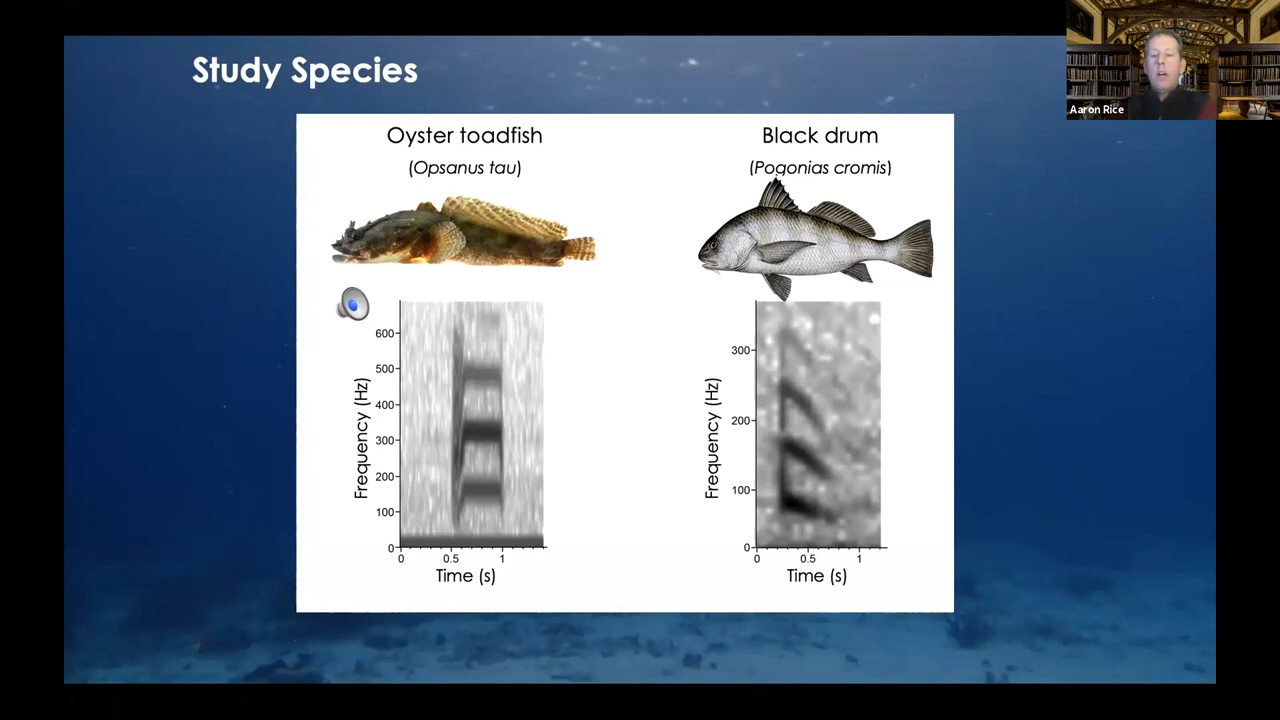 Study Species
Aaron Rice
Oyster toadfish
(Opsanus tau)
600
500
400
300
200
100
0
Frequency (Hz)
0 0.5 1
Time (s)
Black drum
(Pogonias cromis)
300
200
100
0
Frequency (Hz)
0 0.5 1
Time (s)